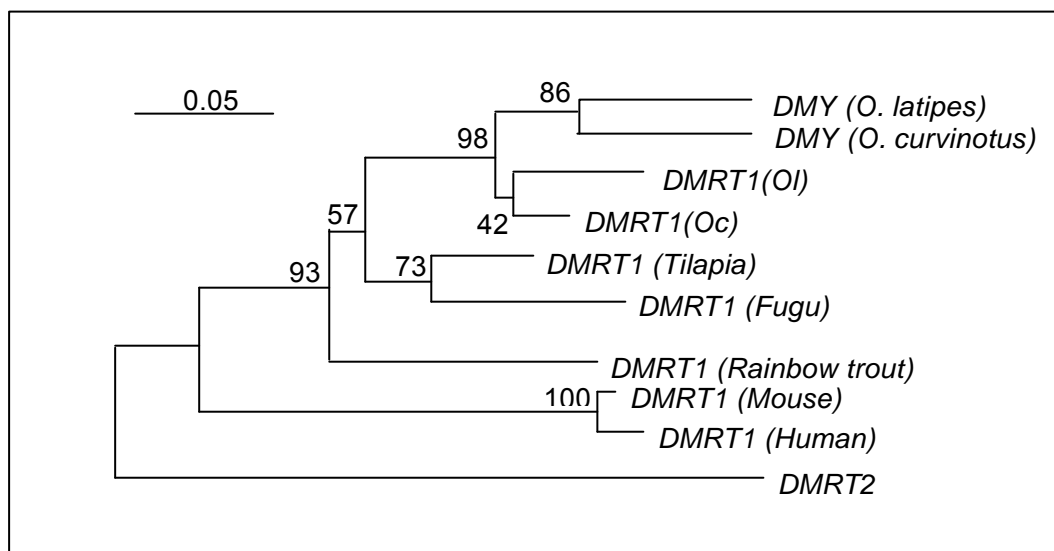 0.05
86
DMY (O. latipes)
DMY (O. curvinotus)
98
DMRT1(Ol)
42
DMRT1(Oc)
57
73
DMRT1 (Tilapia)
93
DMRT1 (Fugu)
DMRT1 (Rainbow trout)
100
DMRT1 (Mouse)
DMRT1 (Human)
DMRT2